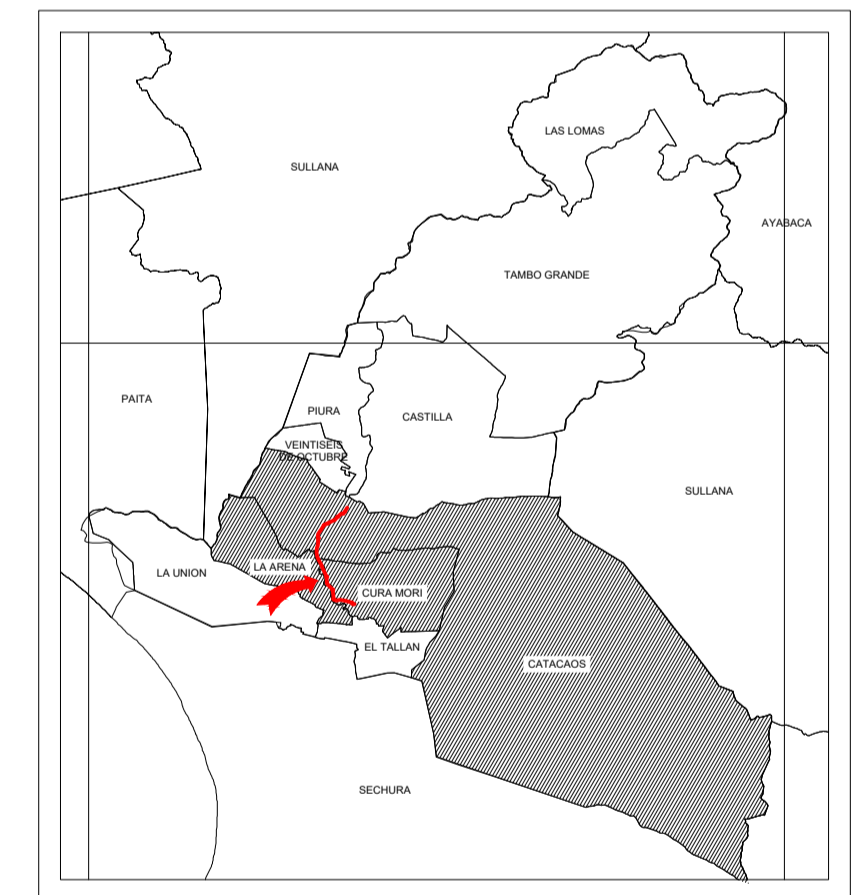 LAS LOMAS
SULLANA
AYABACA
TAMBO GRANDE
PAITA
PIURA
CASTILLA
VEINTISEIS
DE OCTUBRE
SULLANA
LA UNION
LA ARENA
CURA MORI
EL TALLAN
CATACAOS
SECHURA